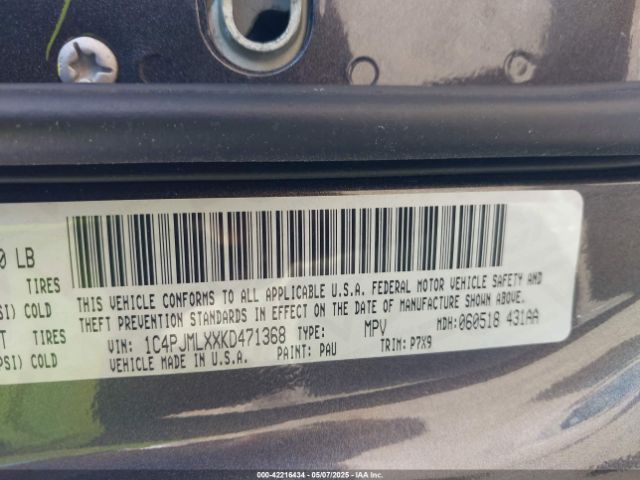 0 LB
TIRES
PSI) COLD
T TIRES
PSI) COLD
THIS VEHICLE CONFORMS TO ALL APPLICABLE U.S.A. FEDERAL MOTOR VEHICLE SAFETY AND
THEFT PREVENTION STANDARDS IN EFFECT ON THE DATE OF MANUFACTURE SHOWN ABOVE.
VIN: 1C4PJMLXXKD471368 TYPE: MPV MDH: 060518 431AA
VEHICLE MADE IN U.S.A. PAINT: PAU TRIM: P7X9
000-42216434 - 05/07/2025 - IAA Inc.